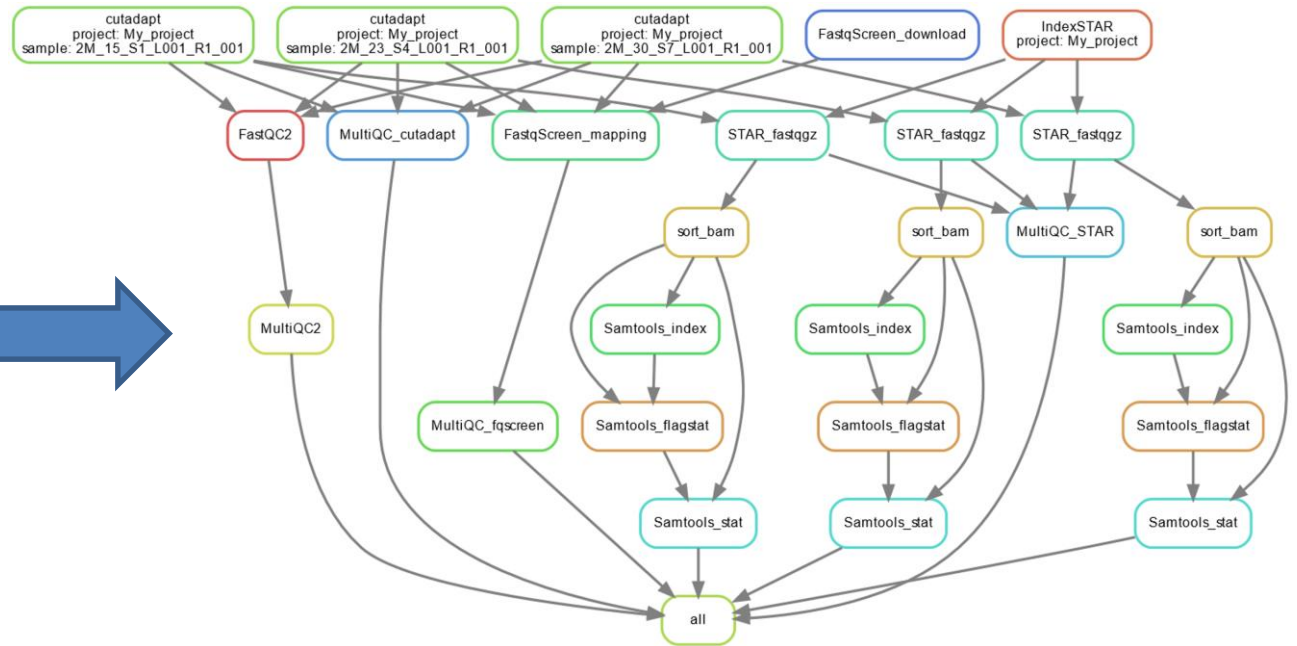 cutadapt
project: My_project
sample: 2M_15_S1_L001_R1_001
cutadapt
project: My_project
sample: 2M_23_S4_L001_R1_001
cutadapt
project: My_project
sample: 2M_30_S7_L001_R1_001
FastqScreen_download
IndexSTAR
project: My_project
FastQC2
MultiQC_cutadapt
FastqScreen_mapping
STAR_fastqgz
STAR_fastqgz
STAR_fastqgz
sort_bam
sort_bam
MultiQC_STAR
sort_bam
MultiQC2
Samtools_index
Samtools_index
Samtools_index
MultiQC_fqscreen
Samtools_flagstat
Samtools_flagstat
Samtools_flagstat
Samtools_stat
Samtools_stat
Samtools_stat
all